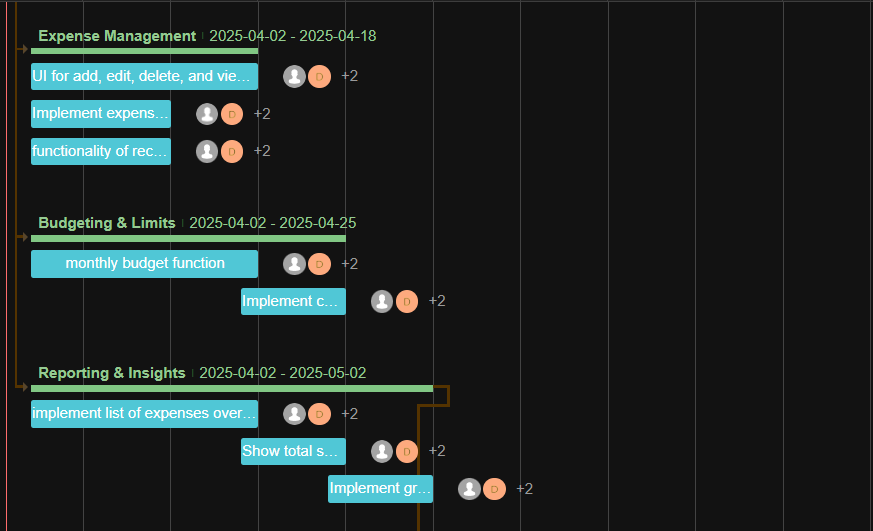 Expense Management 2025-04-02 - 2025-04-18
UI for add, edit, delete, and vie... D +2
Implement expens... D +2
functionality of rec... D +2
Budgeting & Limits 2025-04-02 - 2025-04-25
monthly budget function D +2
Implement c... D +2
Reporting & Insights 2025-04-02 - 2025-05-02
implement list of expenses over... D +2
Show total s... D +2
Implement gr... D +2